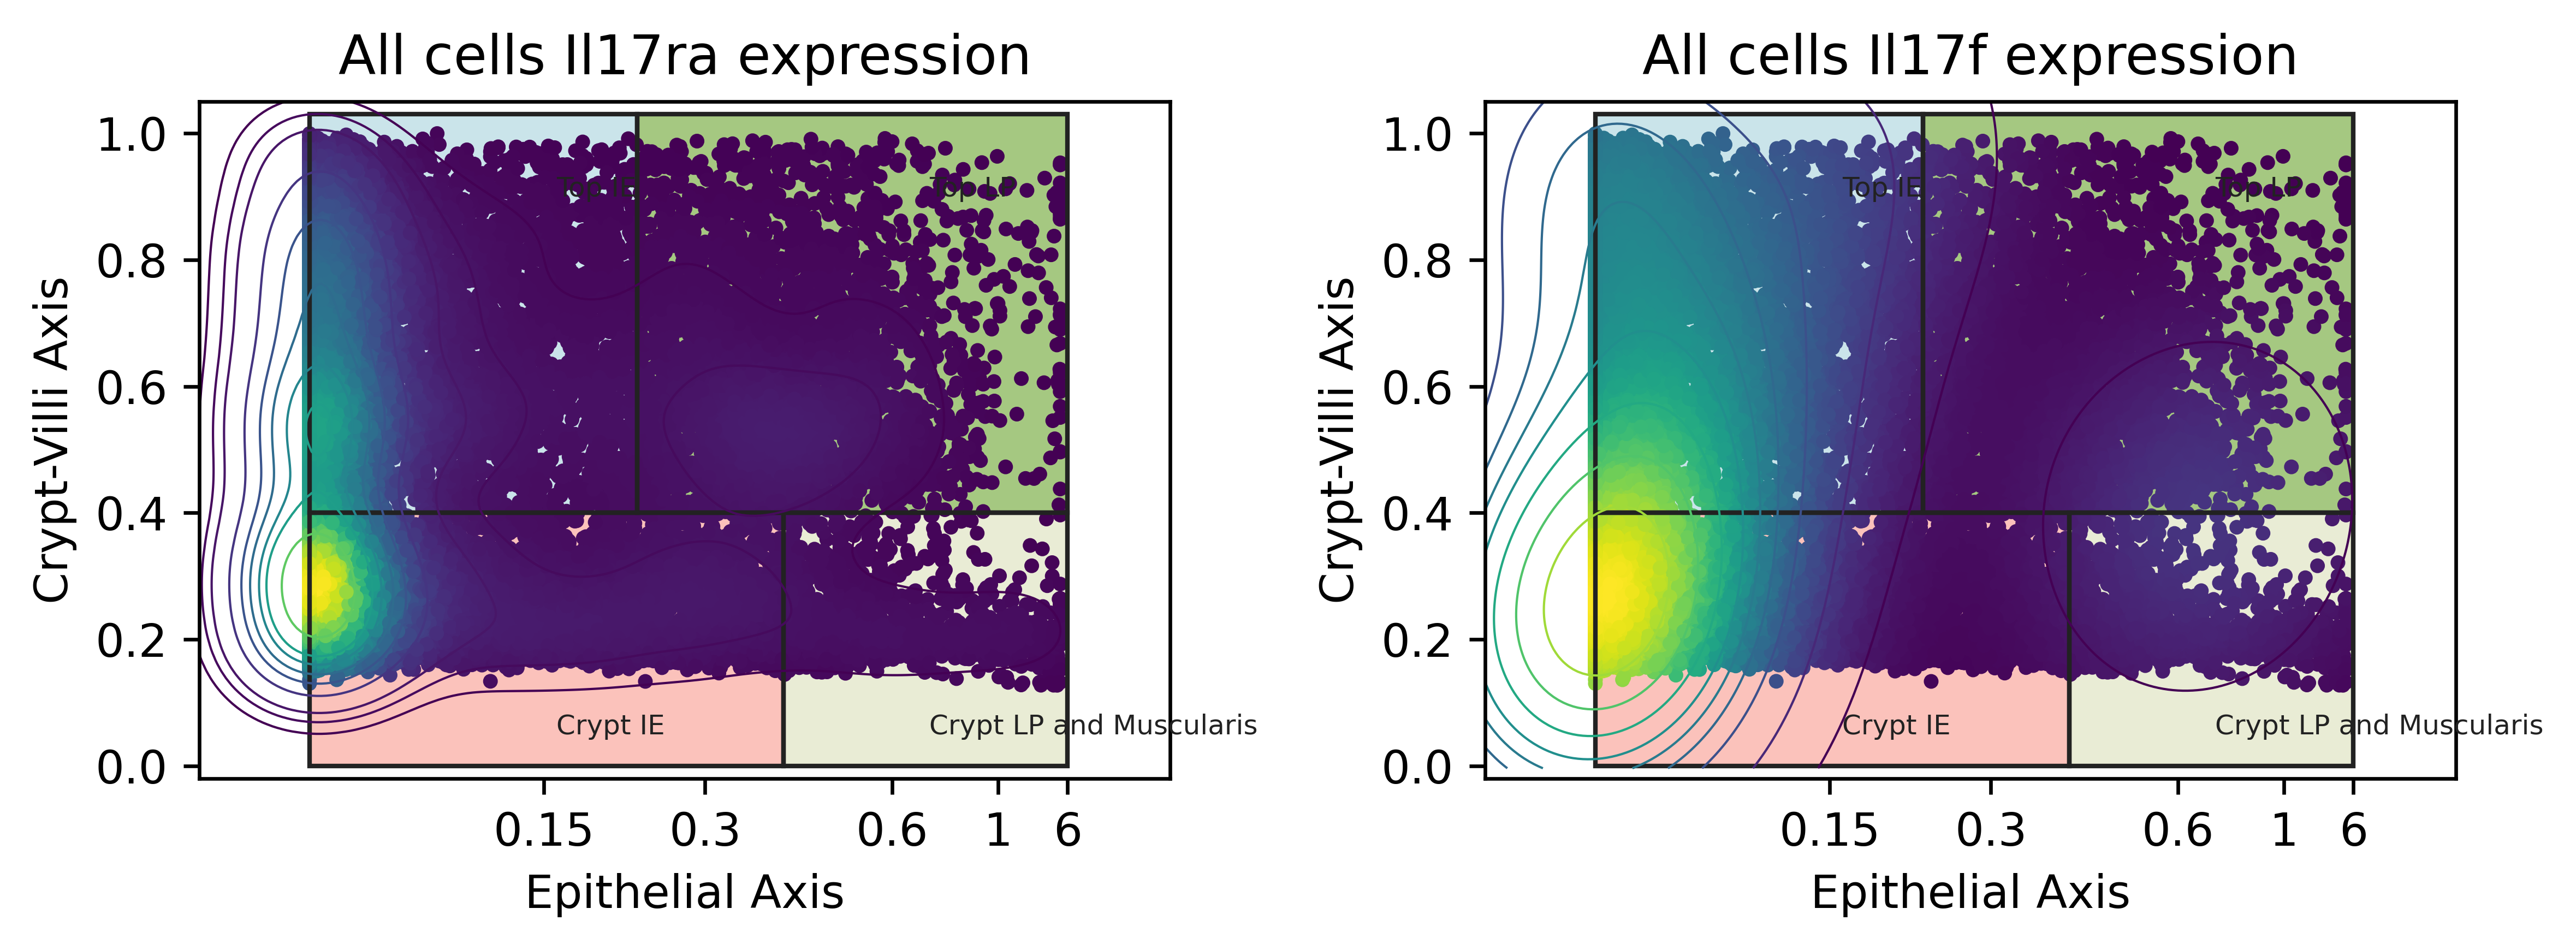 All cells Il17ra expression
Crypt-Villi Axis
1.0
0.8
0.6
0.4
0.2
0.0
Top IE
Top LP
Crypt IE
Crypt LP and Muscularis
0.15 0.3 0.6 1 6
Epithelial Axis
All cells Il17f expression
Crypt-Villi Axis
1.0
0.8
0.6
0.4
0.2
0.0
Top IE
Top LP
Crypt IE
Crypt LP and Muscularis
0.15 0.3 0.6 1 6
Epithelial Axis